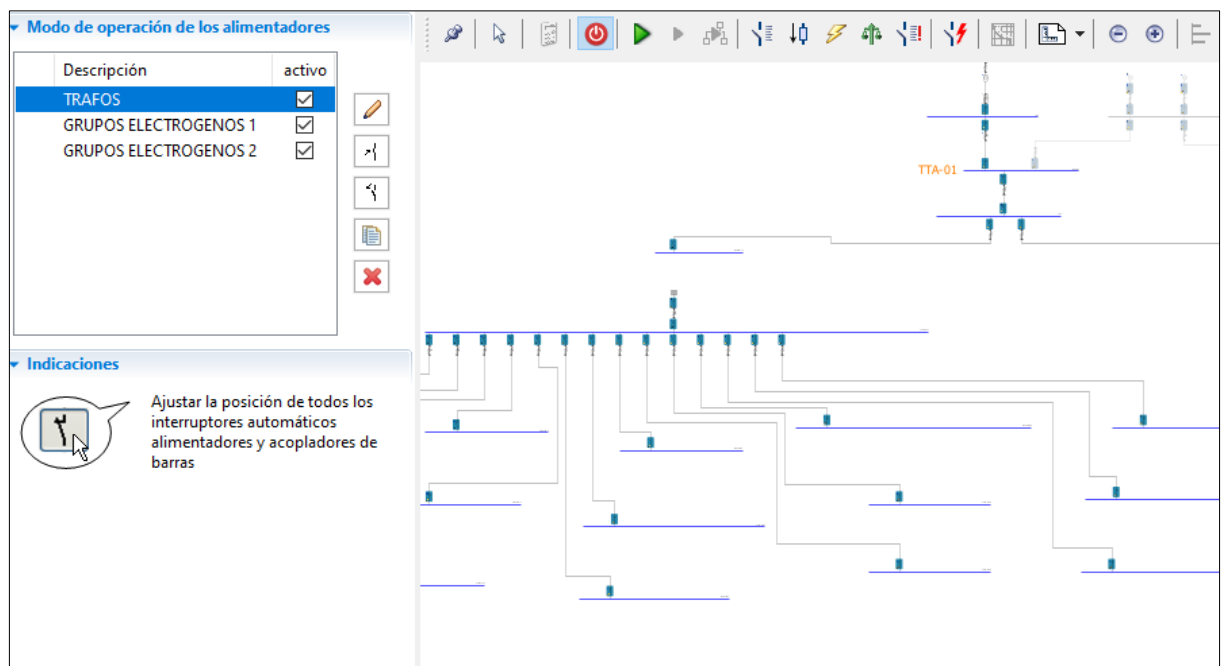 Modo de operación de los alimentadores
Descripción activo
TRAFOS
GRUPOS ELECTROGENOS 1
GRUPOS ELECTROGENOS 2
Indicaciones
Ajustar la posición de todos los
interruptores automáticos
alimentadores y acopladores de
barras
TTA-01